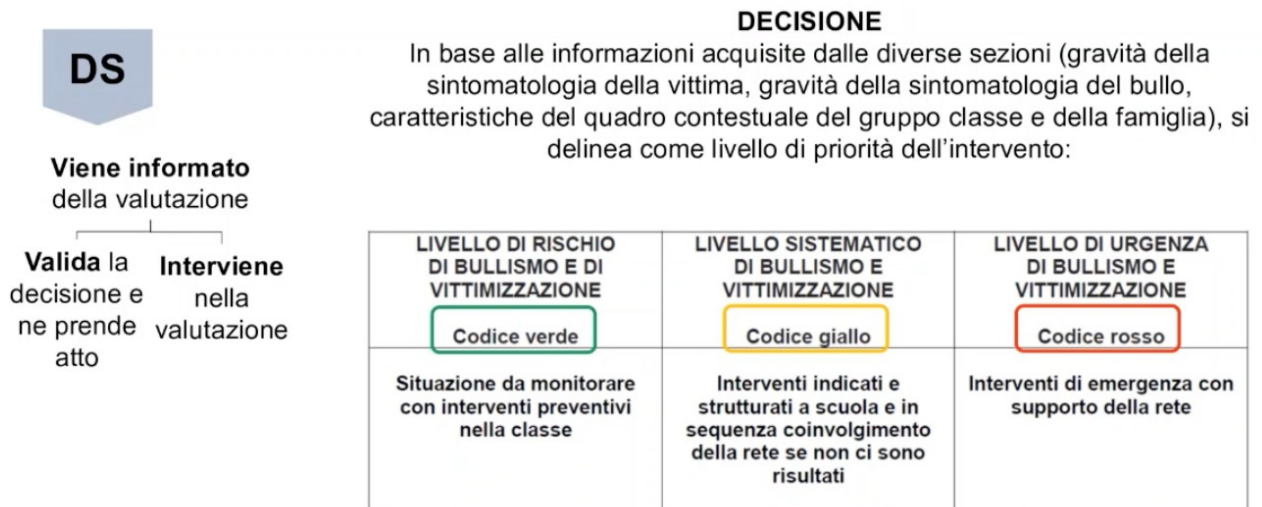 DS
Viene informato
della valutazione
Valida la
decisione e
ne prende
atto
Interviene
nella
valutazione
DECISIONE
In base alle informazioni acquisite dalle diverse sezioni (gravità della
sintomatologia della vittima, gravità della sintomatologia del bullo,
caratteristiche del quadro contestuale del gruppo classe e della famiglia), si
delinea come livello di priorità dell’intervento:
LIVELLO DI RISCHIO
DI BULLISMO E DI
VITTIMIZZAZIONE
Codice verde
LIVELLO SISTEMATICO
DI BULLISMO E
VITTIMIZZAZIONE
Codice giallo
LIVELLO DI URGENZA
DI BULLISMO E
VITTIMIZZAZIONE
Codice rosso
Situazione da monitorare
con interventi preventivi
nella classe
Interventi indicati e
strutturati a scuola e in
sequenza coinvolgimento
della rete se non ci sono
risultati
Interventi di emergenza con
supporto della rete